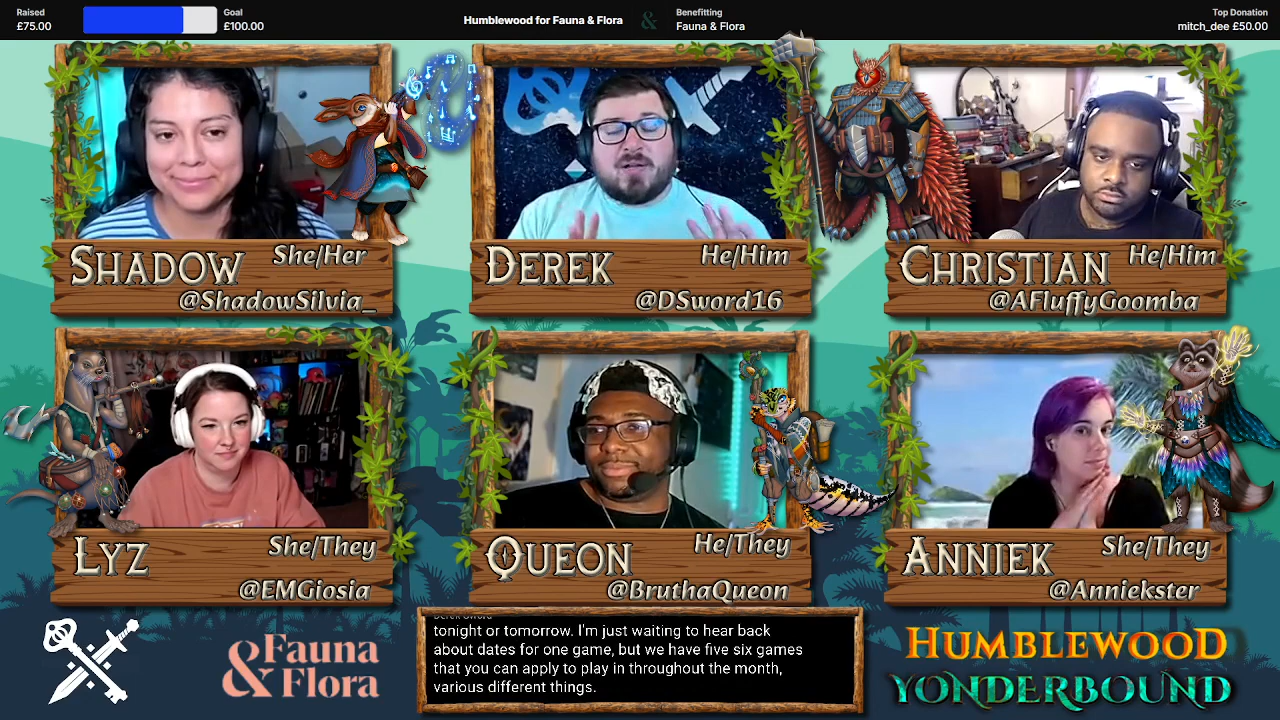 Raised
£75.00
Goal
£100.00
Humblewood for Fauna & Flora
&
Benefitting
Fauna & Flora
Top Donation
mitch_dee £50.00
Shadow She/Her
@ShadowSilvia_
Derek He/Him
@DSword16
Christian He/Him
@AFluffyGoomba
Lyz She/They
@EMGiosia
Queon He/They
@BruthaQueon
Anniek She/They
@Anniekster
Fauna
& Flora
Derek Sword
tonight or tomorrow. I'm just waiting to hear back
about dates for one game, but we have five six games
that you can apply to play in throughout the month,
various different things.
Humblewood
Yonderbound